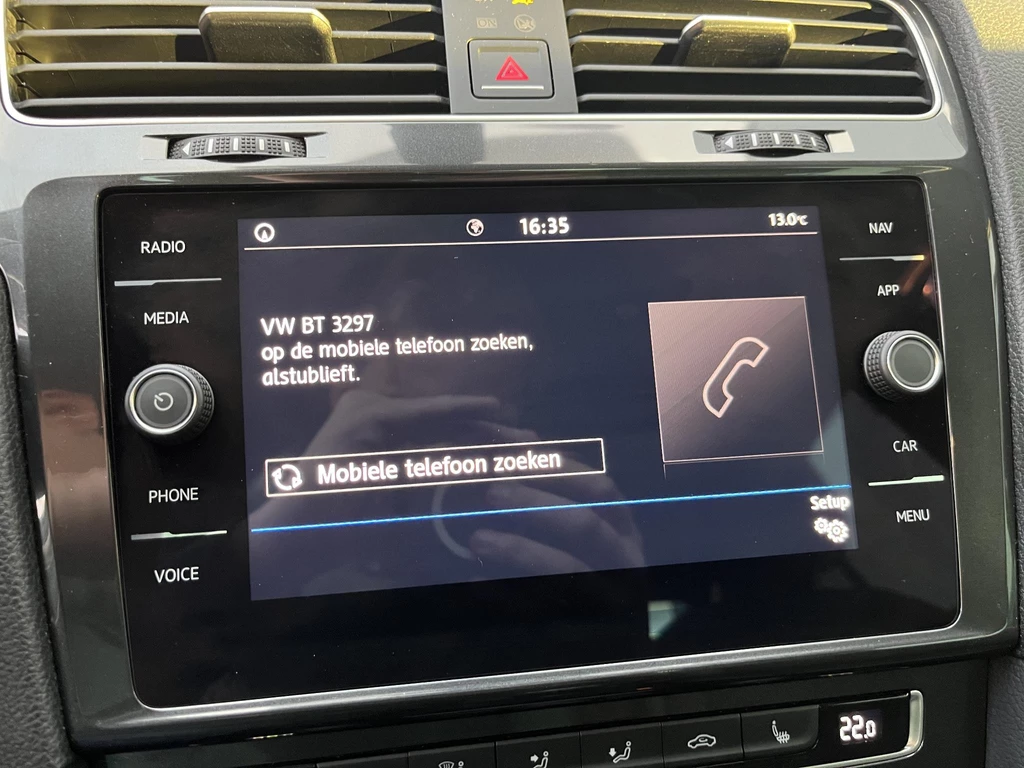 RADIO
MEDIA
PHONE
VOICE
16:35
13.0°C
VW BT 3297
op de mobiele telefoon zoeken,
alstublieft.
Mobiele telefoon zoeken
Setup
NAV
APP
CAR
MENU
22.0